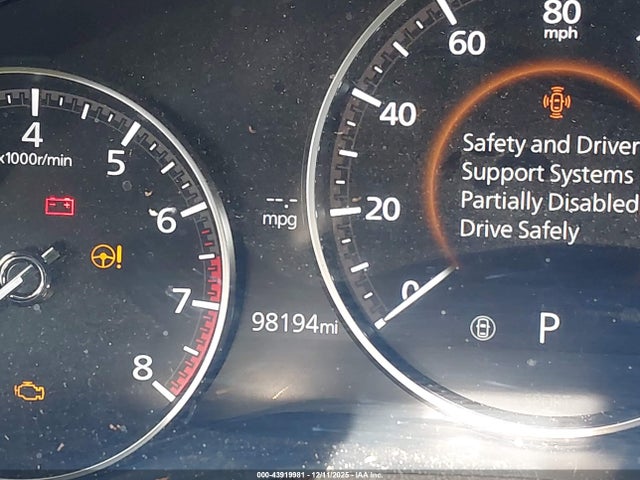 80
mph
60
4
40
Safety and Driver
x1000r/min
5
Support Systems
Partially Disabled
20
6
--.-
mpg
Drive Safely
!
0
7
98194mi
P
8
000-43919981 - 12/11/2025 - IAA Inc.